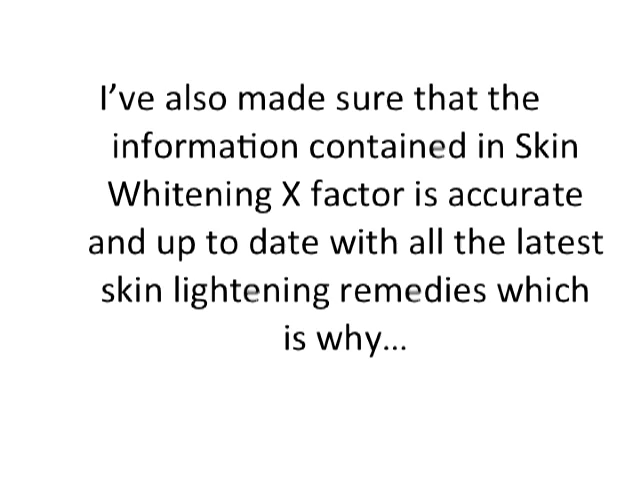 I’ve also made sure that the
information contained in Skin
Whitening X factor is accurate
and up to date with all the latest
skin lightening remedies which
is why...